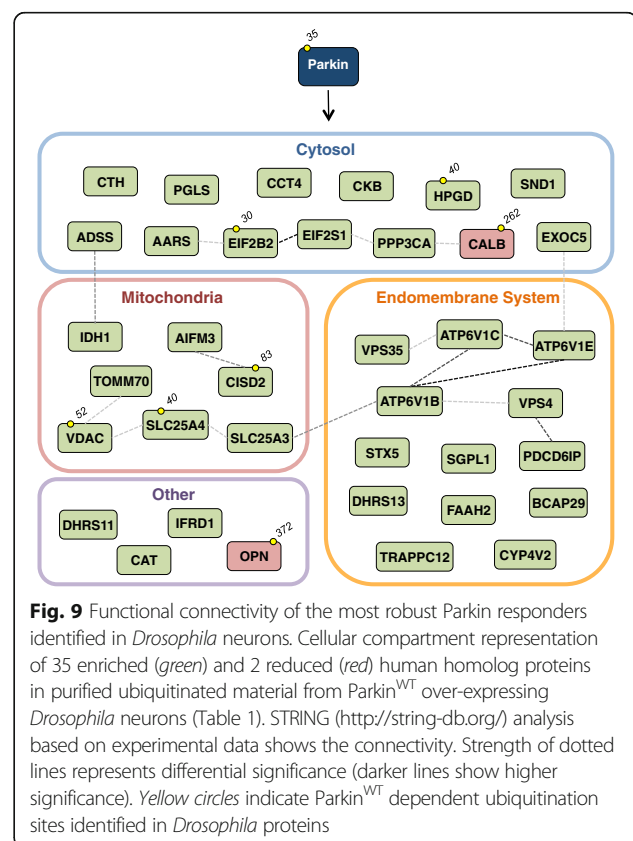 35
Parkin
Cytosol
CTH
PGLS
CCT4
CKB
40
HPGD
SND1
ADSS
AARS
30
EIF2B2
EIF2S1
PPP3CA
262
CALB
EXOC5
Mitochondria
IDH1
AIFM3
TOMM70
83
CISD2
52
VDAC
40
SLC25A4
SLC25A3
Endomembrane System
VPS35
ATP6V1C
ATP6V1E
ATP6V1B
VPS4
STX5
SGPL1
PDCD6IP
DHRS13
FAAH2
BCAP29
TRAPPC12
CYP4V2
Other
DHRS11
IFRD1
CAT
372
OPN
Fig. 9 Functional connectivity of the most robust Parkin responders
identified in Drosophila neurons. Cellular compartment representation
of 35 enriched (green) and 2 reduced (red) human homolog proteins
in purified ubiquitinated material from Parkin^WT over-expressing
Drosophila neurons (Table 1). STRING (http://string-db.org/) analysis
based on experimental data shows the connectivity. Strength of dotted
lines represents differential significance (darker lines show higher
significance). Yellow circles indicate Parkin^WT dependent ubiquitination
sites identified in Drosophila proteins